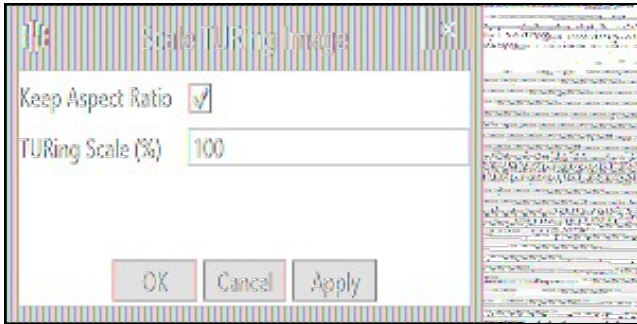 Scale TURing Image
Keep Aspect Ratio
TURing Scale (%) 100
OK Cancel Apply